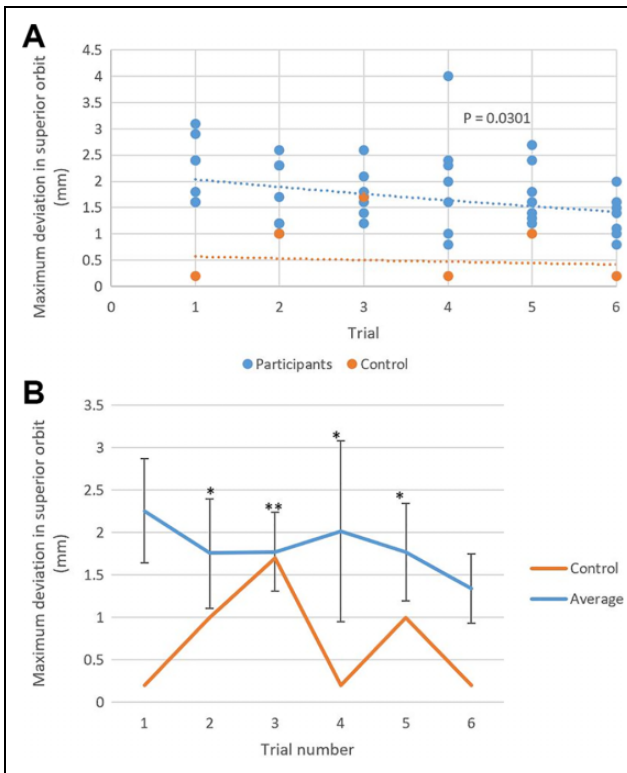 A
Maximum deviation in superior orbit
(mm)
4.5
4
3.5
3
2.5
2
1.5
1
0.5
0
P = 0.0301
0 1 2 3 4 5 6
Trial
Participants Control
B
Maximum deviation in superior orbit
(mm)
3.5
3
2.5
2
1.5
1
0.5
0
* ** * *
Control
Average
1 2 3 4 5 6
Trial number